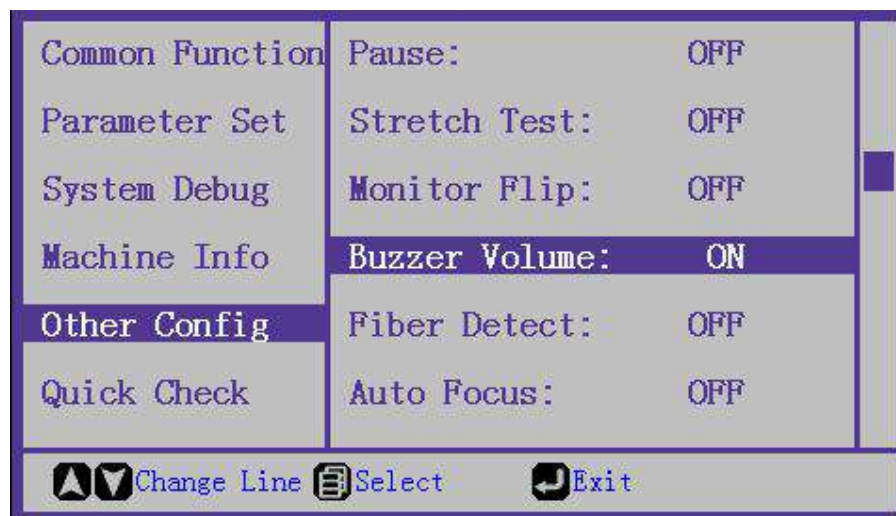 Common Function Pause: OFF
Parameter Set Stretch Test: OFF
System Debug Monitor Flip: OFF
Machine Info Buzzer Volume: ON
Other Config Fiber Detect: OFF
Quick Check Auto Focus: OFF
Change Line Select Exit